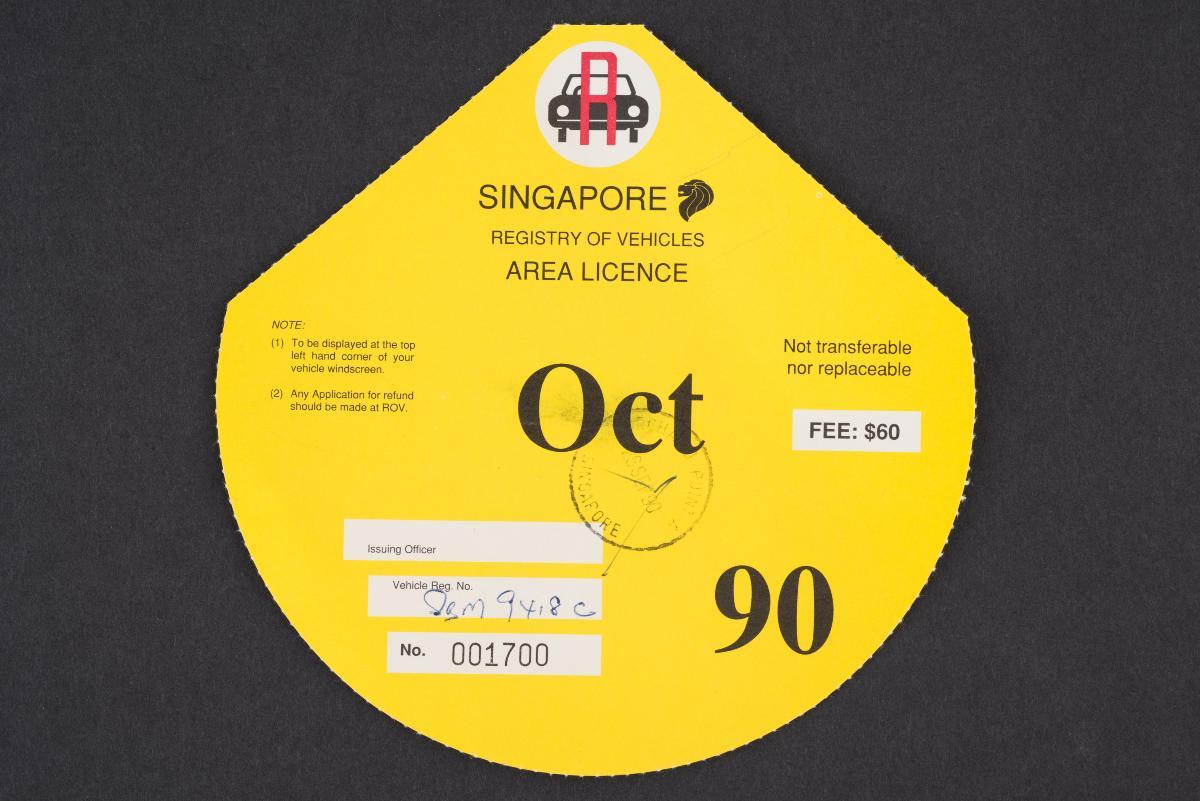 R
SINGAPORE
REGISTRY OF VEHICLES
AREA LICENCE
NOTE:
(1) To be displayed at the top
left hand corner of your
vehicle windscreen.
(2) Any Application for refund
should be made at ROV.
Not transferable
nor replaceable
Oct
FEE: $60
SINGAPORE
Issuing Officer
Vehicle Reg. No.
9418 C
No. 001700
90